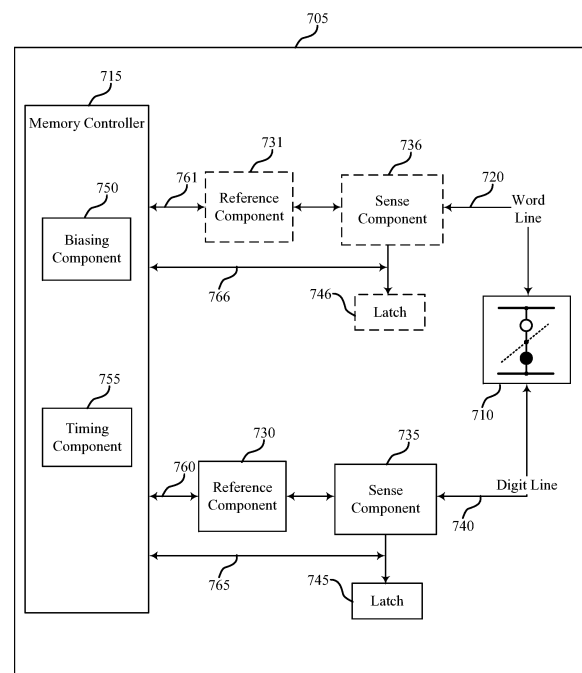 705
715
Memory Controller
731
736
761
Reference
Component
Sense
Component
720
Word
Line
750
Biasing
Component
766
746
Latch
710
755
Timing
Component
730
735
760
Reference
Component
Sense
Component
Digit Line
740
765
745
Latch